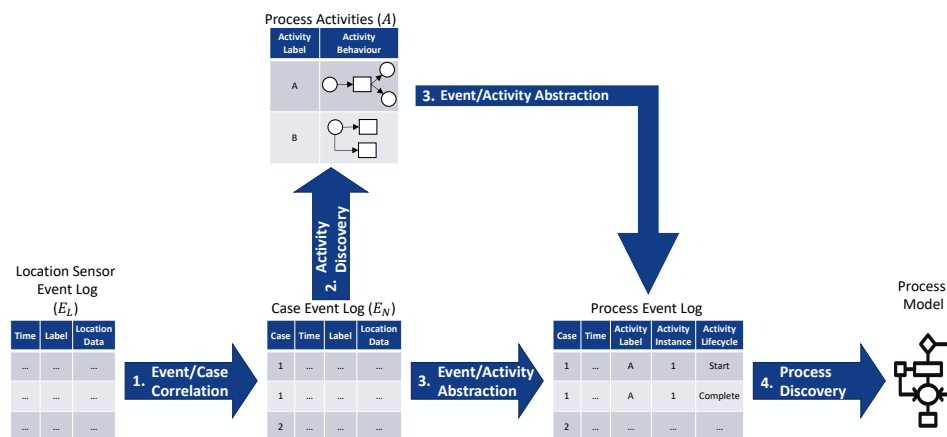 Process Activities (A)
Activity Label
Activity Behaviour
A
B
3. Event/Activity Abstraction
2. Activity Discovery
Location Sensor
Event Log
(E_L)
Time Label Location Data
... ... ...
... ... ...
... ... ...
1. Event/Case
Correlation
Case Event Log (E_N)
Case Time Label Location Data
1 ... ... ...
1 ... ... ...
2 ... ... ...
3. Event/Activity
Abstraction
Process Event Log
Case Time Activity Label Activity Instance Activity Lifecycle
1 ... A 1 Start
1 ... A 1 Complete
2 ... ... ... ...
4. Process
Discovery
Process
Model